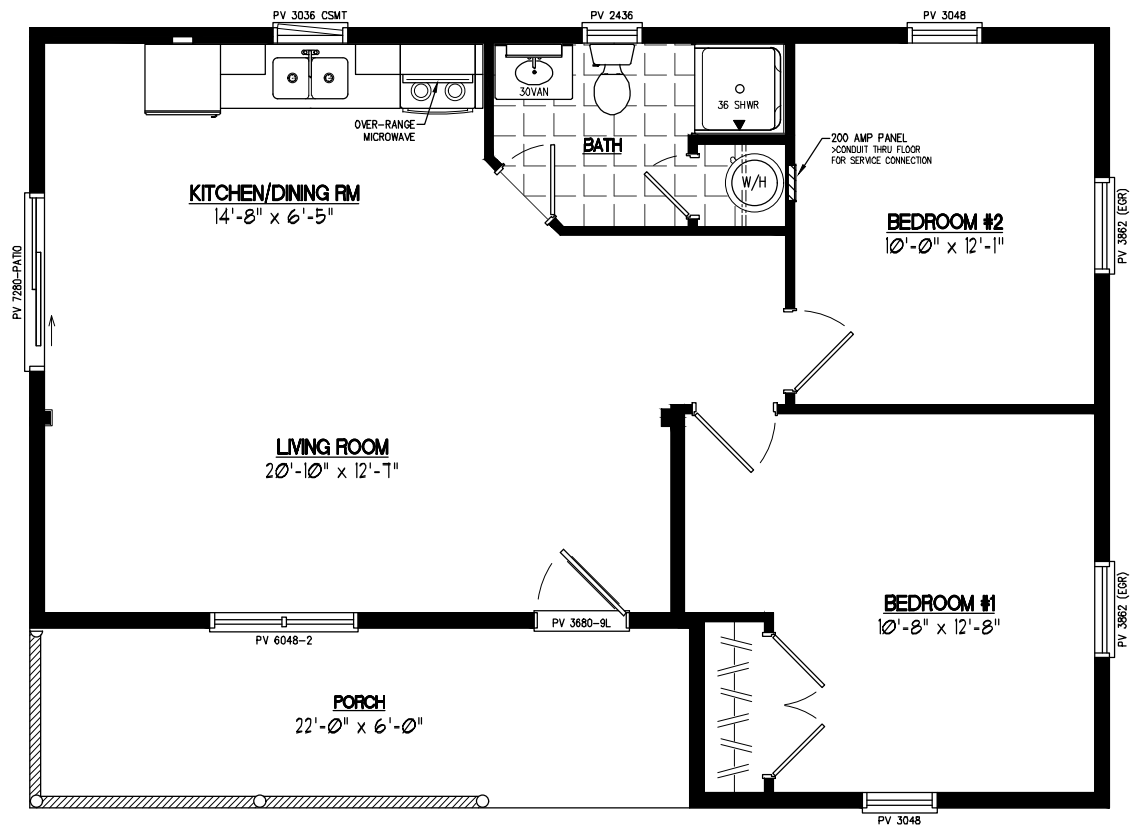 PV 3036 CSMT
PV 2436
PV 3048
30VAN
36 SHWR
OVER-RANGE
MICROWAVE
BATH
200 AMP PANEL
>CONDUIT THRU FLOOR
FOR SERVICE CONNECTION
W/H
KITCHEN/DINING RM
14'-8" x 6'-5"
BEDROOM #2
10'-0" x 12'-1"
PV 3862 (EGR)
PV 7280-PATIO
LIVING ROOM
20'-10" x 12'-7"
BEDROOM #1
10'-8" x 12'-8"
PV 3862 (EGR)
PV 3680-9L
PV 6048-2
PORCH
22'-0" x 6'-0"
PV 3048